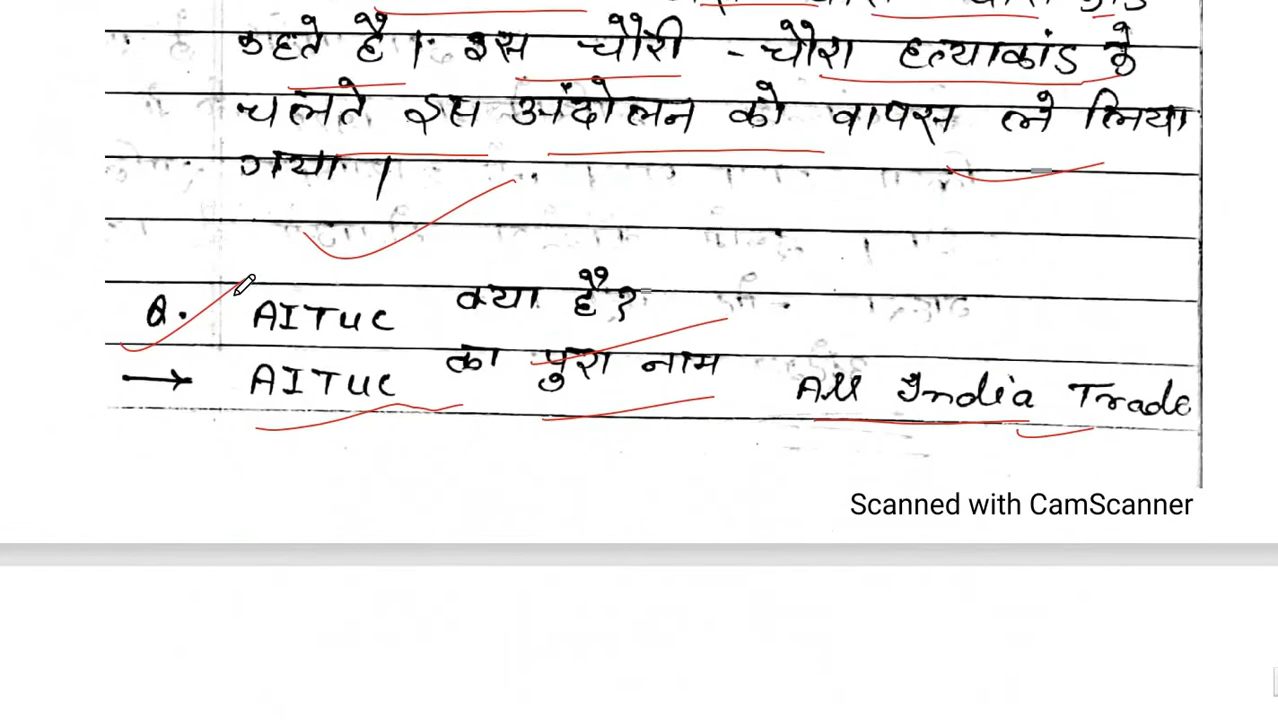 कहते हैं। इस चौरी - चौरा हत्याकांड के
चलते इस आंदोलन को वापस ले लिया
गया।
Q. AITUC क्या हैं?
→ AITUC का पुरा नाम All India Trade
Scanned with CamScanner